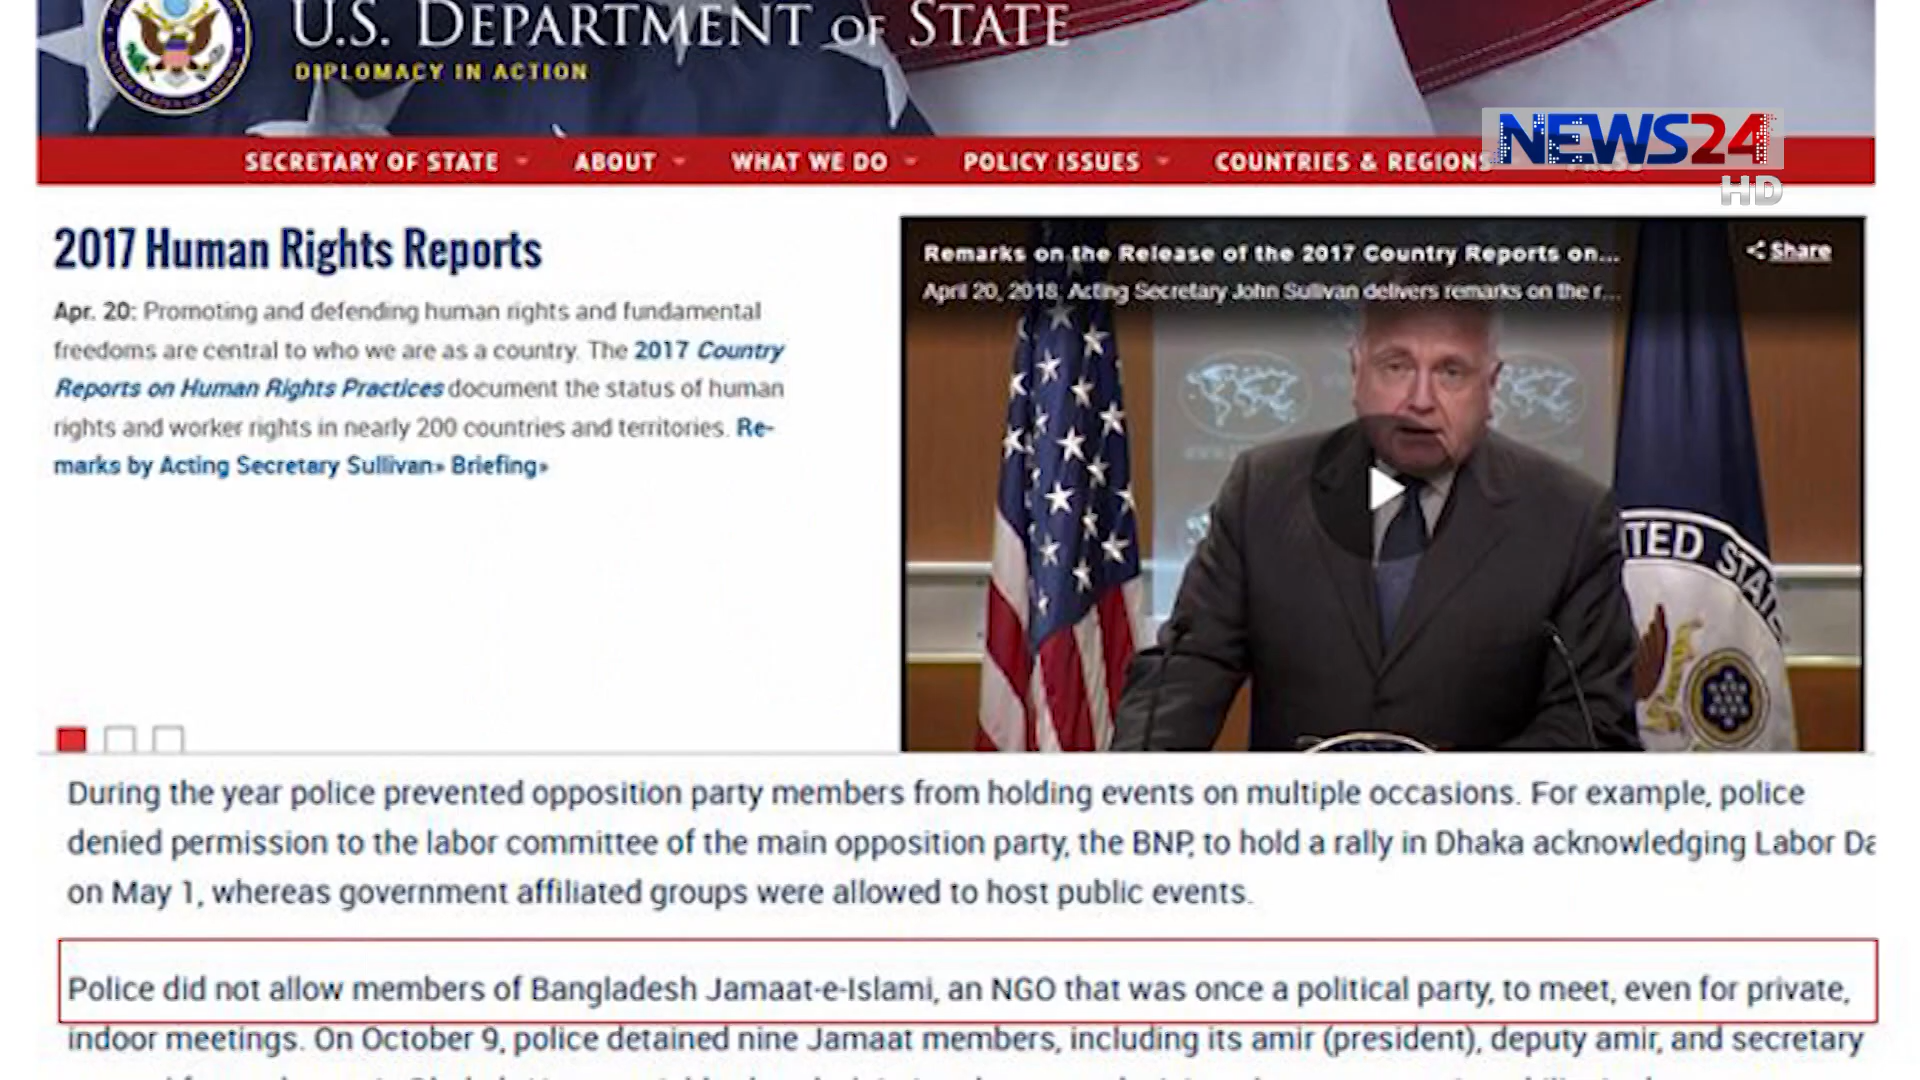 U.S. DEPARTMENT OF STATE
DIPLOMACY IN ACTION
NEWS24
HD
SECRETARY OF STATE
ABOUT
WHAT WE DO
POLICY ISSUES
COUNTRIES & REGIONS
2017 Human Rights Reports
Apr. 20: Promoting and defending human rights and fundamental
freedoms are central to who we are as a country. The 2017 Country
Reports on Human Rights Practices document the status of human
rights and worker rights in nearly 200 countries and territories. Re-
marks by Acting Secretary Sullivan» Briefing»
Remarks on the Release of the 2017 Country Reports on...
Share
April 20, 2018, Acting Secretary John Sullivan delivers remarks on the r...
During the year police prevented opposition party members from holding events on multiple occasions. For example, police
denied permission to the labor committee of the main opposition party, the BNP, to hold a rally in Dhaka acknowledging Labor Da
on May 1, whereas government affiliated groups were allowed to host public events.
Police did not allow members of Bangladesh Jamaat-e-Islami, an NGO that was once a political party, to meet, even for private,
indoor meetings. On October 9, police detained nine Jamaat members, including its amir (president), deputy amir, and secretary